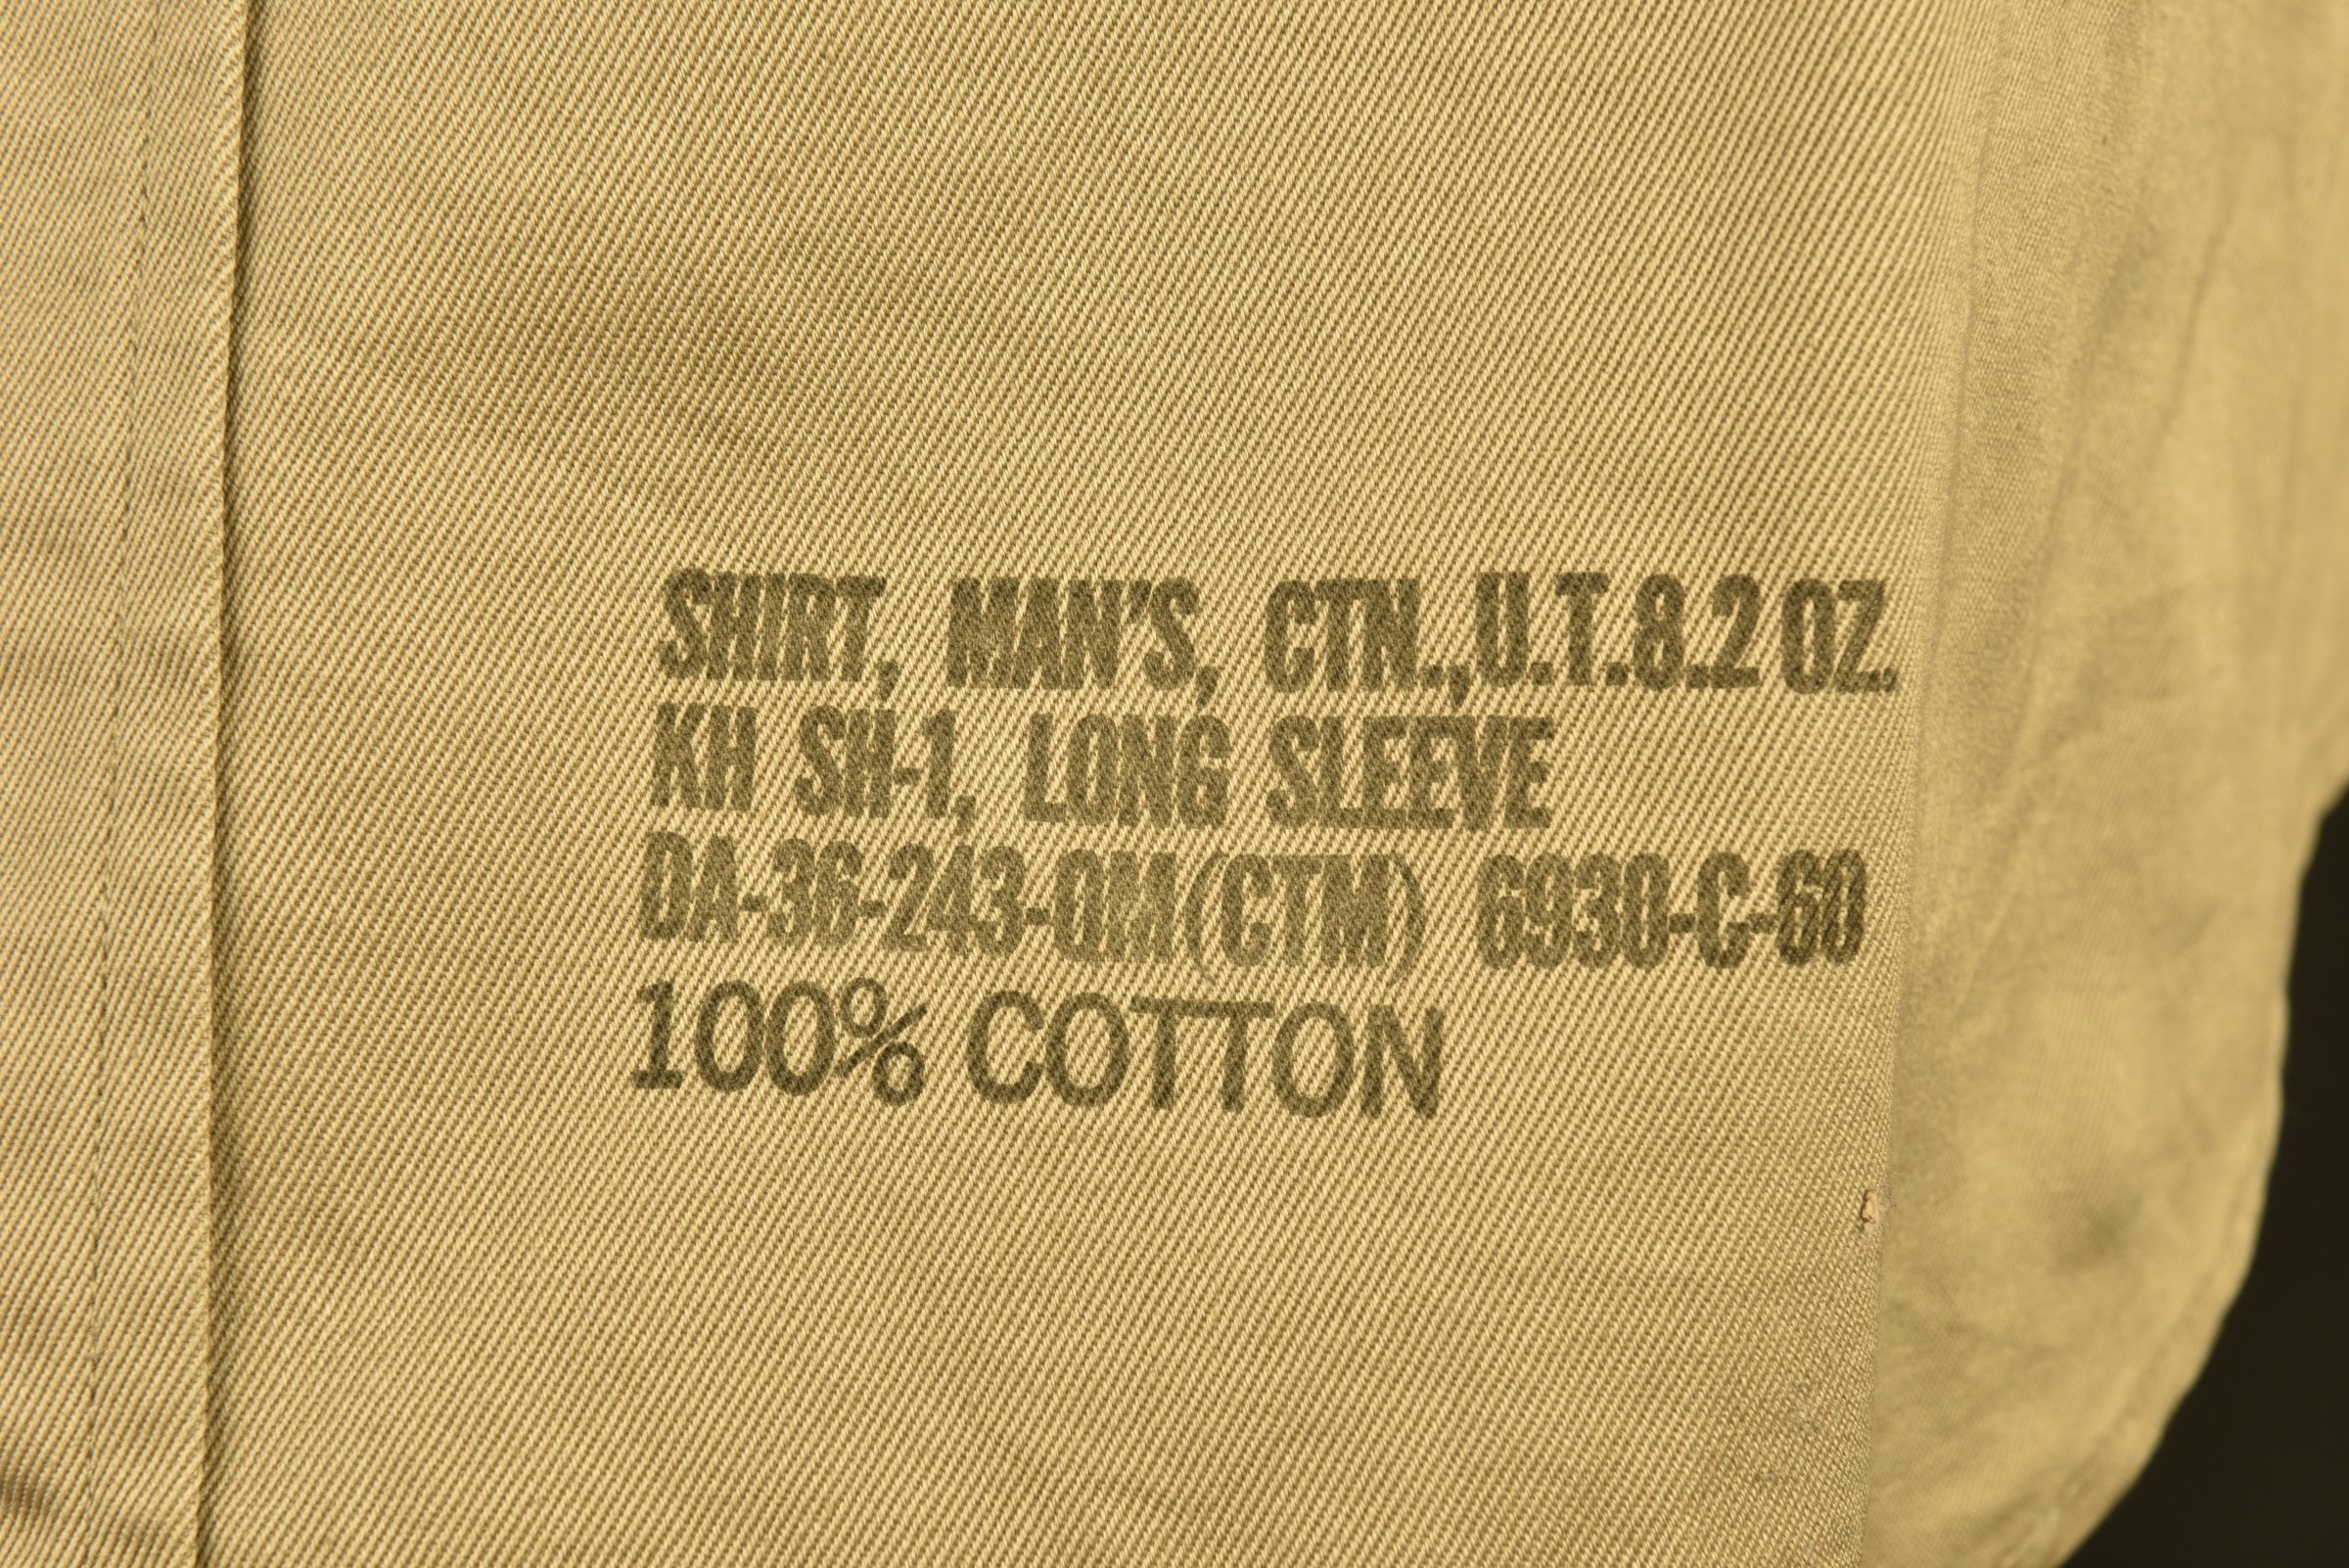 SHIRT, MAN'S, CTN.,U.T.8.2 OZ.
KH SH-1, LONG SLEEVE
DA-36-243-QM(CTM) 6930-C-60
100% COTTON